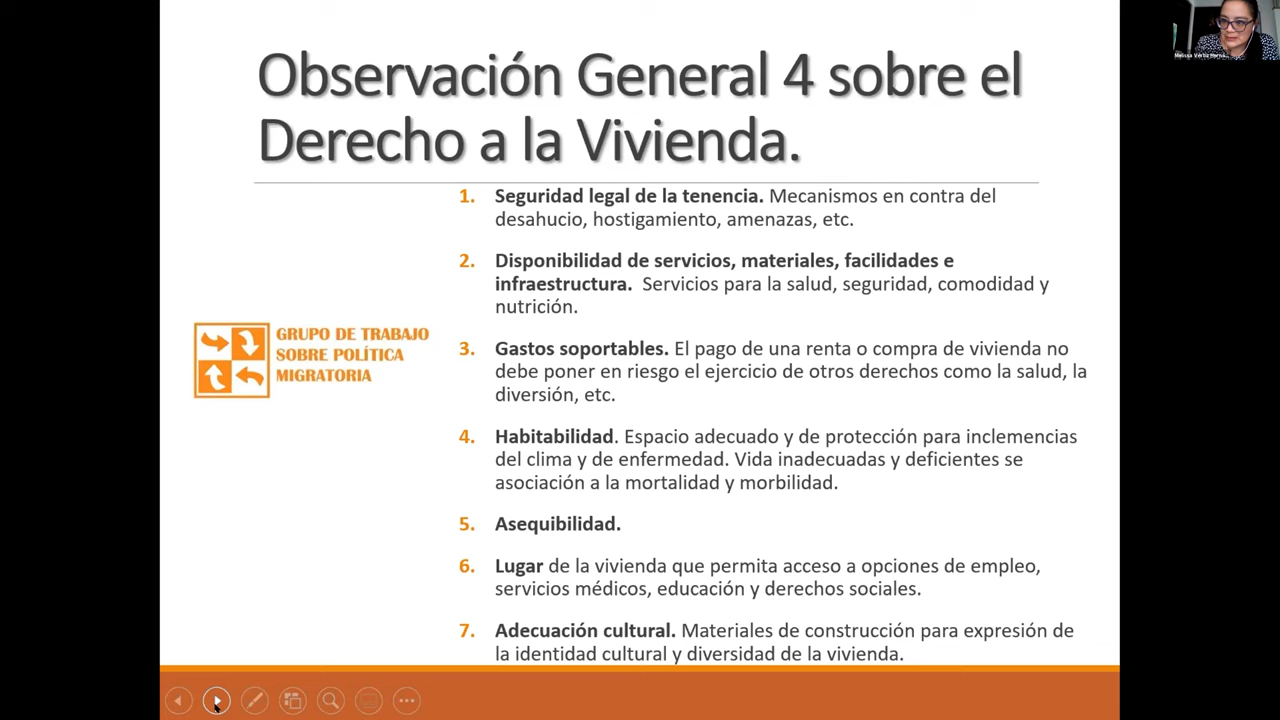 Observación General 4 sobre el
Derecho a la Vivienda.
1. Seguridad legal de la tenencia. Mecanismos en contra del
desahucio, hostigamiento, amenazas, etc.
2. Disponibilidad de servicios, materiales, facilidades e
infraestructura. Servicios para la salud, seguridad, comodidad y
nutrición.
GRUPO DE TRABAJO
SOBRE POLÍTICA
MIGRATORIA
3. Gastos soportables. El pago de una renta o compra de vivienda no
debe poner en riesgo el ejercicio de otros derechos como la salud, la
diversión, etc.
4. Habitabilidad. Espacio adecuado y de protección para inclemencias
del clima y de enfermedad. Vida inadecuadas y deficientes se
asociación a la mortalidad y morbilidad.
5. Asequibilidad.
6. Lugar de la vivienda que permita acceso a opciones de empleo,
servicios médicos, educación y derechos sociales.
7. Adecuación cultural. Materiales de construcción para expresión de
la identidad cultural y diversidad de la vivienda.